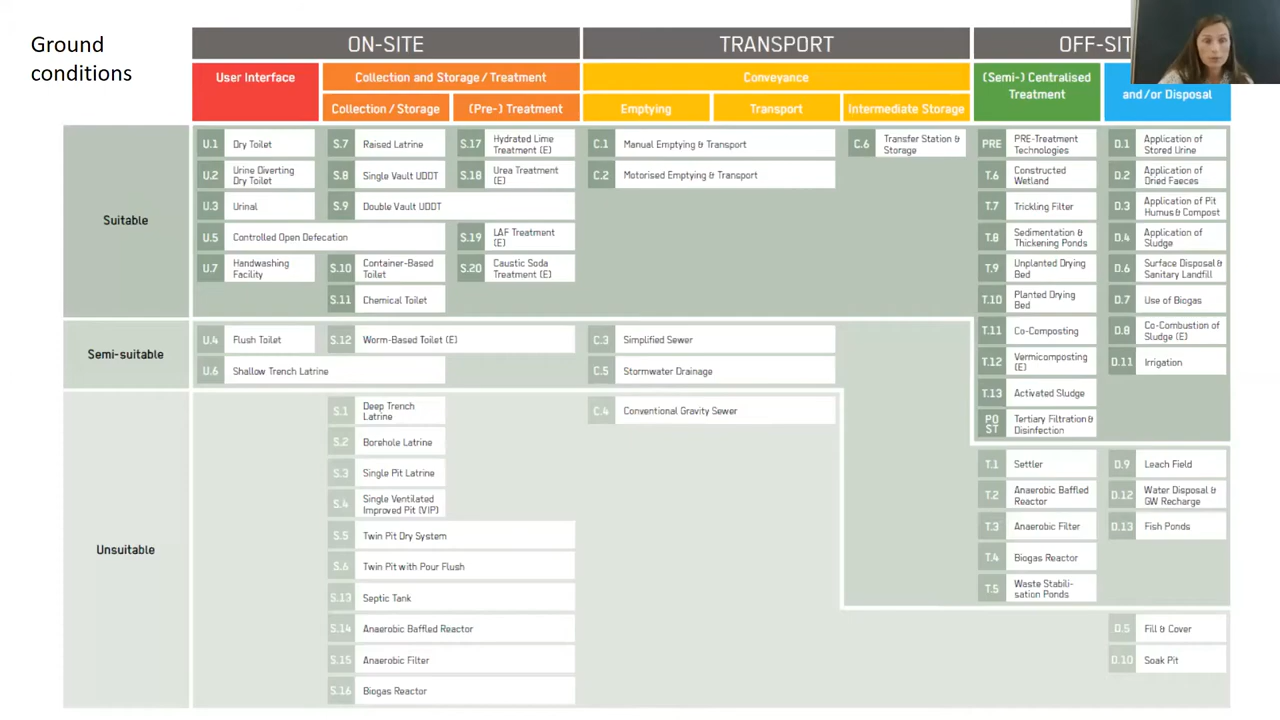 Ground
conditions
ON-SITE
TRANSPORT
OFF-SIT
User Interface
Collection and Storage / Treatment
Collection / Storage
(Pre-) Treatment
Conveyance
Emptying
Transport
Intermediate Storage
(Semi-) Centralised
Treatment
and/or Disposal
Suitable
U.1 Dry Toilet
U.2 Urine Diverting
Dry Toilet
U.3 Urinal
U.5 Controlled Open Defecation
U.7 Handwashing
Facility
S.7 Raised Latrine
S.8 Single Vault UDDT
S.9 Double Vault UDDT
S.10 Container-Based
Toilet
S.11 Chemical Toilet
S.17 Hydrated Lime
Treatment (E)
S.18 Urea Treatment
(E)
S.19 LAF Treatment
(E)
S.20 Caustic Soda
Treatment (E)
C.1 Manual Emptying & Transport
C.2 Motorised Emptying & Transport
C.6 Transfer Station &
Storage
PRE PRE-Treatment
Technologies
T.6 Constructed
Wetland
T.7 Trickling Filter
T.8 Sedimentation &
Thickening Ponds
T.9 Unplanted Drying
Bed
T.10 Planted Drying
Bed
T.11 Co-Composting
T.12 Vermicomposting
(E)
T.13 Activated Sludge
PO
ST Tertiary Filtration &
Disinfection
D.1 Application of
Stored Urine
D.2 Application of
Dried Faeces
D.3 Application of Pit
Humus & Compost
D.4 Application of
Sludge
D.6 Surface Disposal &
Sanitary Landfill
D.7 Use of Biogas
D.8 Co-Combustion of
Sludge (E)
D.11 Irrigation
Semi-suitable
U.4 Flush Toilet
U.6 Shallow Trench Latrine
S.12 Worm-Based Toilet (E)
C.3 Simplified Sewer
C.5 Stormwater Drainage
T.1 Settler
T.2 Anaerobic Baffled
Reactor
T.3 Anaerobic Filter
T.4 Biogas Reactor
T.5 Waste Stabili-
sation Ponds
D.9 Leach Field
D.12 Water Disposal &
GW Recharge
D.13 Fish Ponds
Unsuitable
S.1 Deep Trench
Latrine
S.2 Borehole Latrine
S.3 Single Pit Latrine
S.4 Single Ventilated
Improved Pit (VIP)
S.5 Twin Pit Dry System
S.6 Twin Pit with Pour Flush
S.13 Septic Tank
S.14 Anaerobic Baffled Reactor
S.15 Anaerobic Filter
S.16 Biogas Reactor
C.4 Conventional Gravity Sewer
D.5 Fill & Cover
D.10 Soak Pit